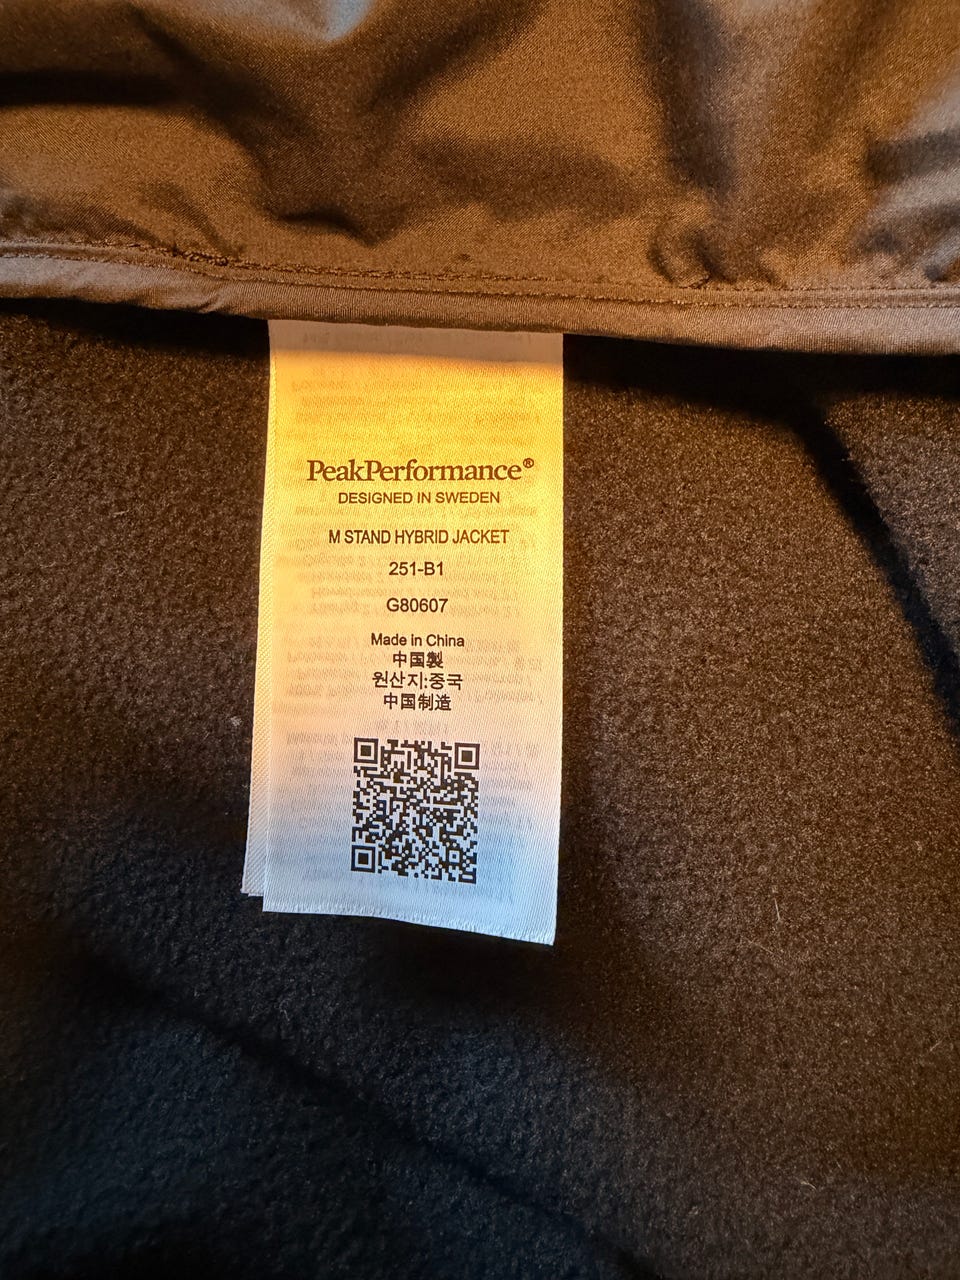 PeakPerformance®
DESIGNED IN SWEDEN
M STAND HYBRID JACKET
251-B1
G80607
Made in China
中国製
원산지:중국
中国制造